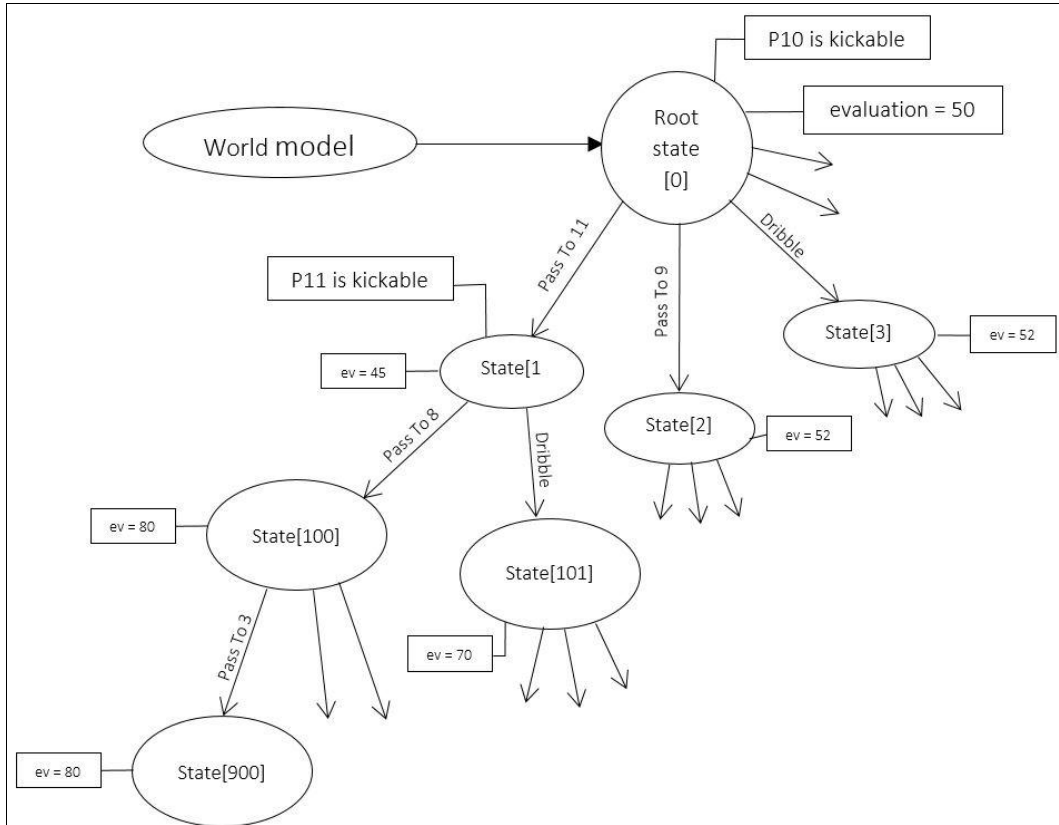 P10 is kickable
evaluation = 50
Root
state
[0]
World model
Pass To 11
Pass To 9
Dribble
P11 is kickable
State[3]
ev = 52
State[1
ev = 45
State[2]
ev = 52
Pass To 8
Dribble
ev = 80
State[100]
State[101]
ev = 70
Pass To 3
ev = 80
State[900]